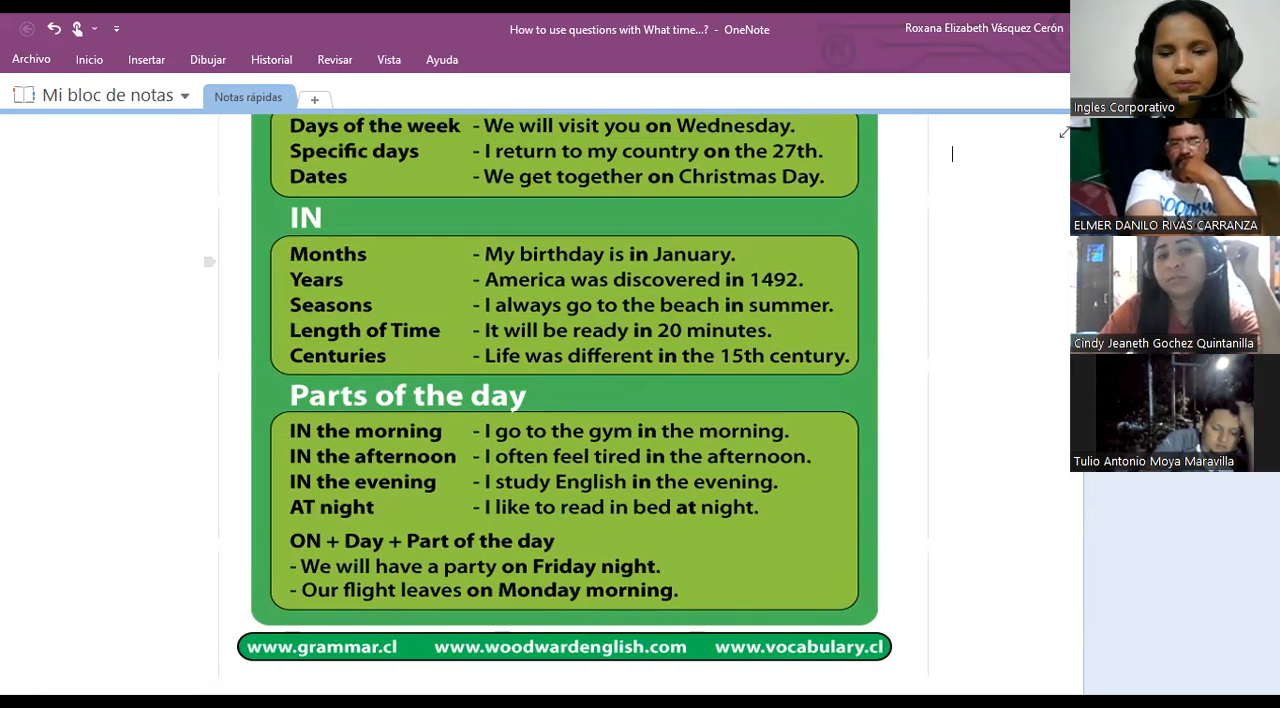 How to use questions with What time...? - OneNote
Roxana Elizabeth Vásquez Cerón
Archivo Inicio Insertar Dibujar Historial Revisar Vista Ayuda
Mi bloc de notas
Notas rápidas
Days of the week - We will visit you on Wednesday.
Specific days - I return to my country on the 27th.
Dates - We get together on Christmas Day.
IN
Months - My birthday is in January.
Years - America was discovered in 1492.
Seasons - I always go to the beach in summer.
Length of Time - It will be ready in 20 minutes.
Centuries - Life was different in the 15th century.
Parts of the day
IN the morning - I go to the gym in the morning.
IN the afternoon - I often feel tired in the afternoon.
IN the evening - I study English in the evening.
AT night - I like to read in bed at night.
ON + Day + Part of the day
- We will have a party on Friday night.
- Our flight leaves on Monday morning.
www.grammar.cl www.woodwardenglish.com www.vocabulary.cl
Ingles Corporativo
ELMER DANILO RIVAS CARRANZA
Cindy Jeaneth Gochez Quintanilla
Tulio Antonio Moya Maravilla